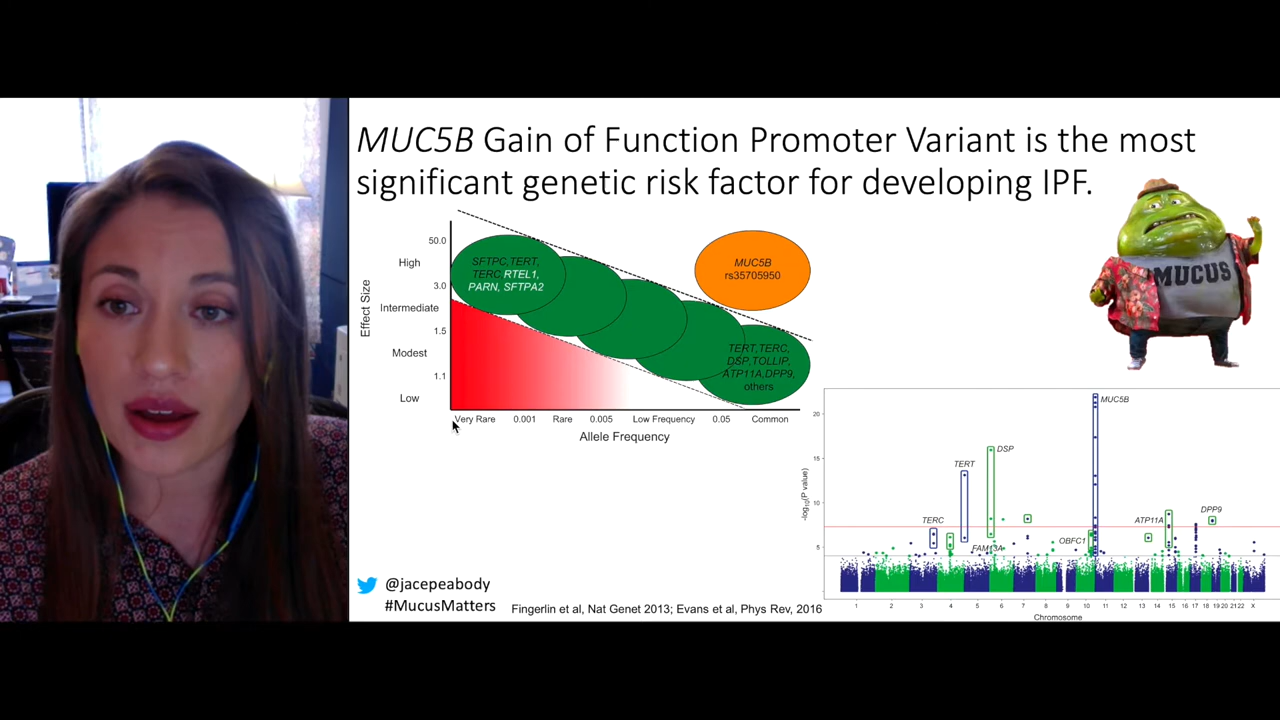 MUC5B Gain of Function Promoter Variant is the most
significant genetic risk factor for developing IPF.
Effect Size
50.0
High
3.0
Intermediate
1.5
Modest
1.1
Low
SFTPC,TERT,
TERC,RTEL1,
PARN, SFTPA2
MUC5B
rs35705950
TERT,TERC,
DSP,TOLLIP,
ATP11A,DPP9,
others
Very Rare 0.001 Rare 0.005 Low Frequency 0.05 Common
Allele Frequency
MUCUS
-log10(P value)
20
15
10
5
MUC5B
DSP
TERT
TERC
FAM13A
OBFC1
ATP11A
DPP9
1 2 3 4 5 6 7 8 9 10 11 12 13 14 15 16 17 18 19 20 21 22 X
Chromosome
@jacepeabody
#MucusMatters
Fingerlin et al, Nat Genet 2013; Evans et al, Phys Rev, 2016